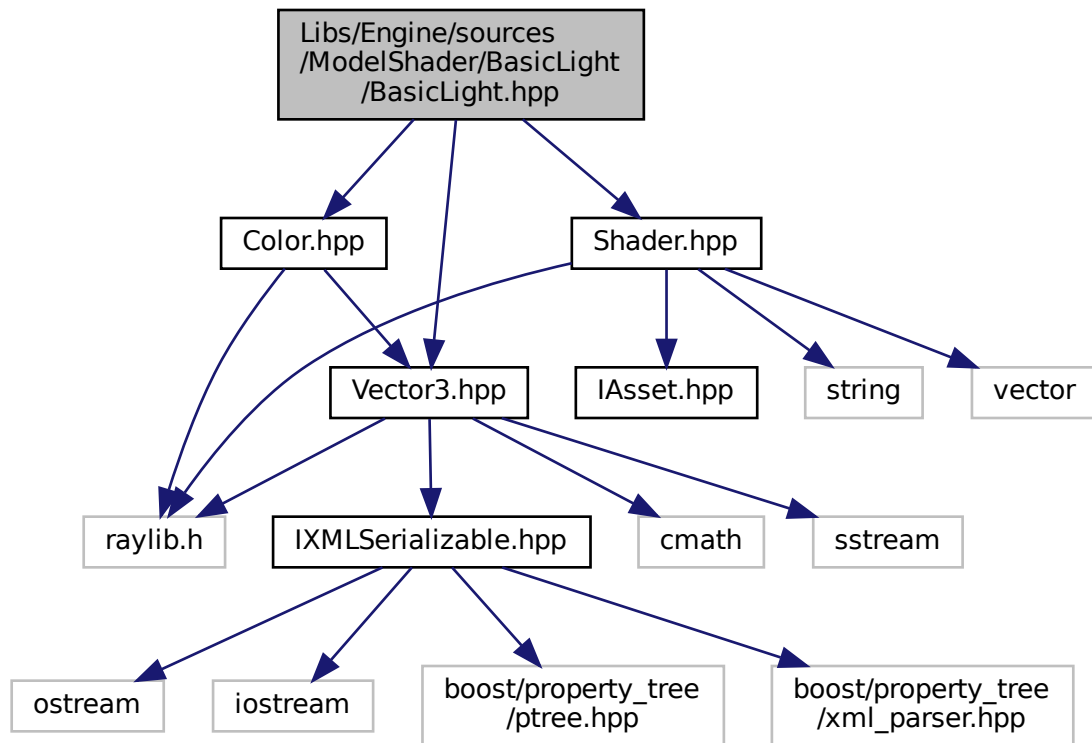 Libs/Engine/sources
/ModelShader/BasicLight
/BasicLight.hpp
Color.hpp
Shader.hpp
Vector3.hpp
IAsset.hpp
string
vector
raylib.h
IXMLSerializable.hpp
cmath
sstream
ostream
iostream
boost/property_tree
/ptree.hpp
boost/property_tree
/xml_parser.hpp